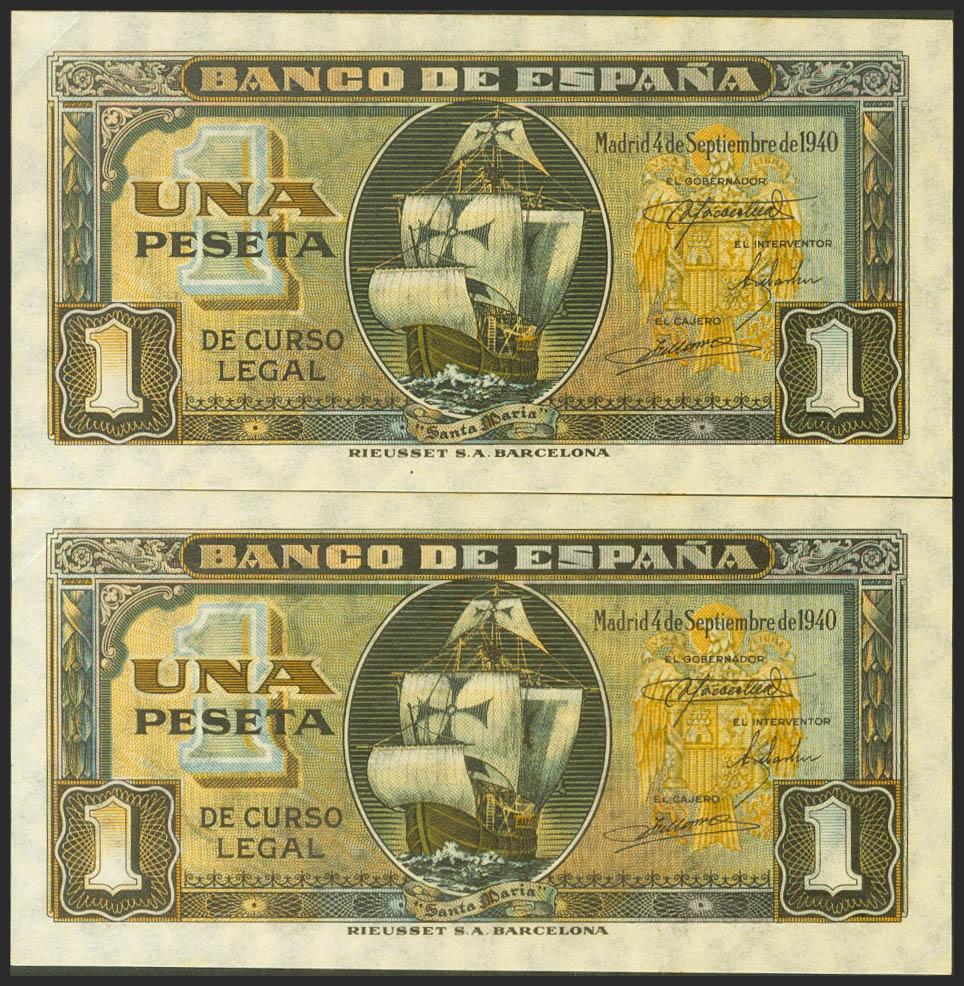 BANCO DE ESPAÑA
Madrid 4 de Septiembre de 1940
UNA
PESETA
EL GOBERNADOR
EL INTERVENTOR
EL CAJERO
DE CURSO
LEGAL
1
1
1
"Santa Maria"
RIEUSSET S.A. BARCELONA
BANCO DE ESPAÑA
Madrid 4 de Septiembre de 1940
UNA
PESETA
EL GOBERNADOR
EL INTERVENTOR
EL CAJERO
DE CURSO
LEGAL
1
1
1
"Santa Maria"
RIEUSSET S.A. BARCELONA